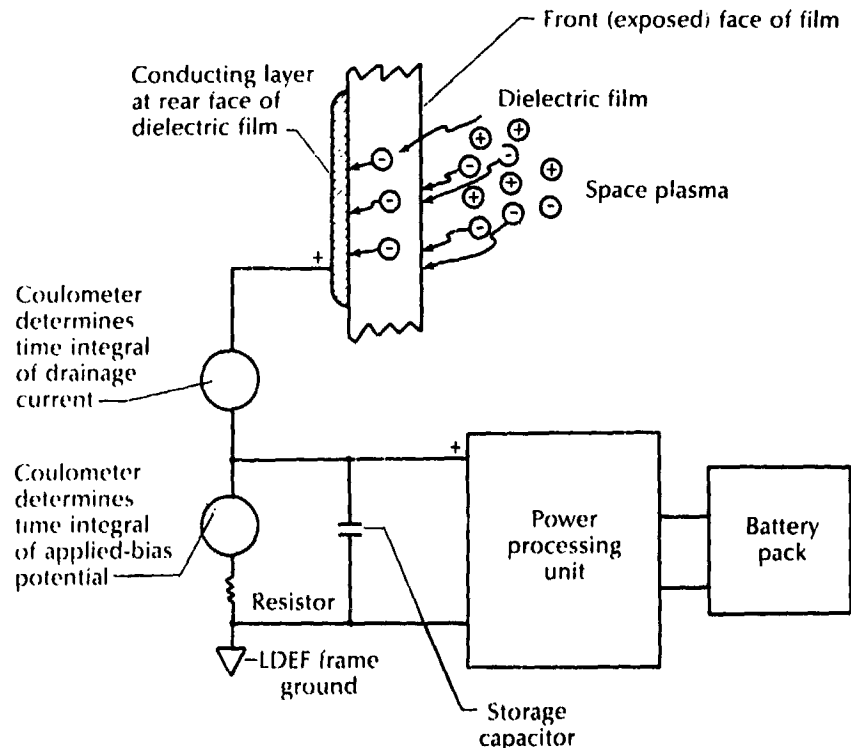 Front (exposed) face of film
Conducting layer
at rear face of
dielectric film
Dielectric film
+
+
+
-
-
+
+
-
+
-
+
-
-
-
-
Space plasma
+
Coulometer
determines
time integral
of drainage
current
+
Coulometer
determines
time integral
of applied-bias
potential
Power
processing
unit
Battery
pack
Resistor
LDEF frame
ground
Storage
capacitor